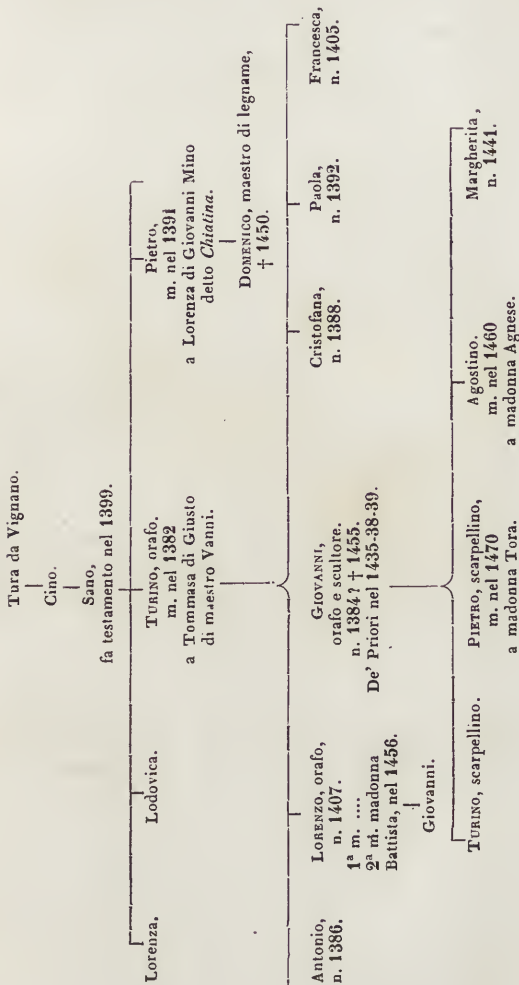 Tura da Vignano.
Cino.
Sano,
fa testamento nel 1399.
Lorenza.
Lodovica.
TURINO, orafo.
m. nel 1382
a Tommasa di Giusto
di maestro Vanni.
Pietro,
m. nel 1391
a Lorenza di Giovanni Mino
detto Chiatina.
DOMENICO, maestro di legname,
† 1450.
Antonio,
n. 1386.
LORENZO, orafo,
n. 1407.
1ª m. ....
2ª m. madonna
Battista, nel 1456.
Giovanni.
GIOVANNI,
orafo e scultore.
n. 1384? † 1455.
De' Priori nel 1435-38-39.
Cristofana,
n. 1388.
Paola,
n. 1392.
Francesca,
n. 1405.
TURINO, scarpellino.
PIETRO, scarpellino,
m. nel 1470
a madonna Tora.
Agostino.
m. nel 1460
a madonna Agnese.
Margherita,
n. 1441.